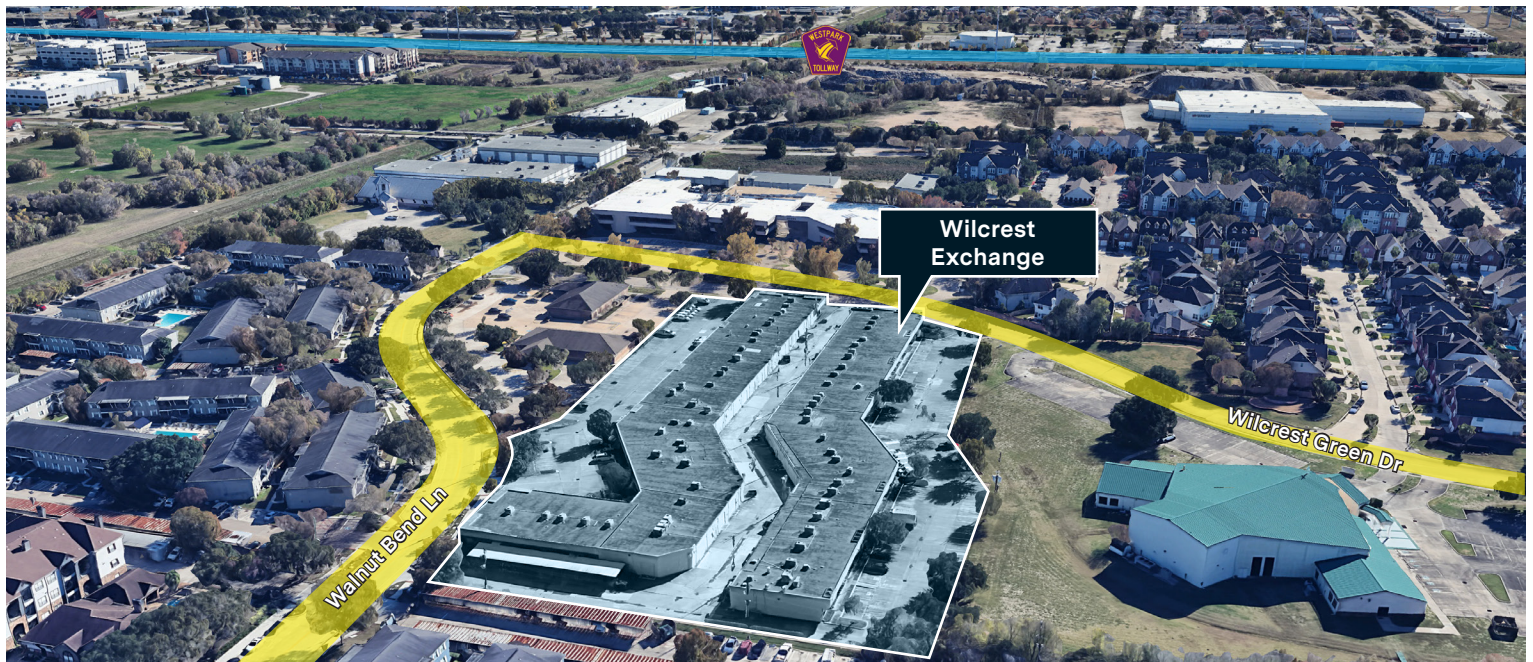 WESTPARK
TOLLWAY
Wilcrest
Exchange
Wilcrest Green Dr
Walnut Bend Ln